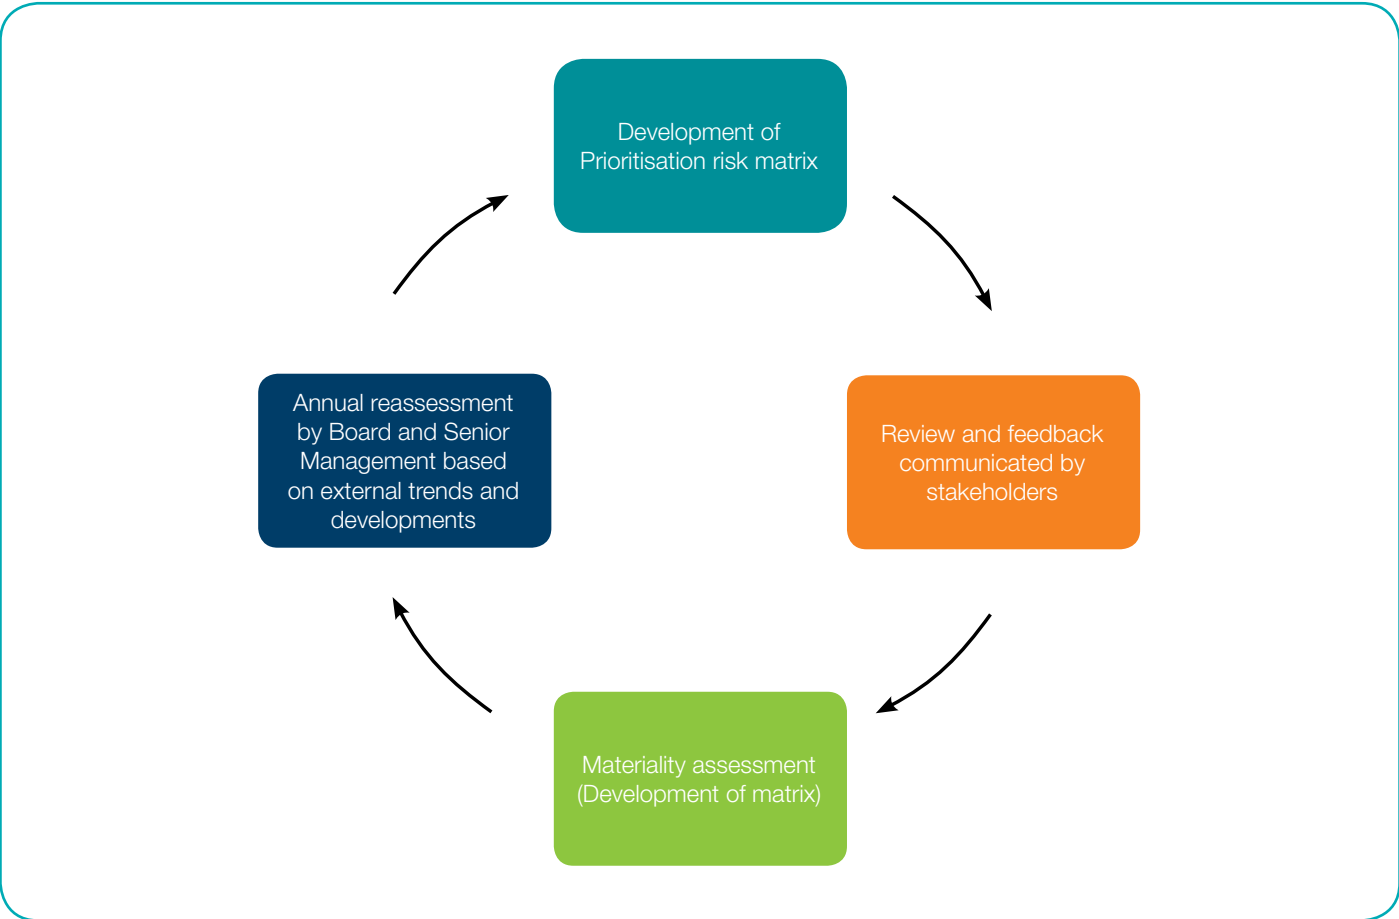 Development of
Prioritisation risk matrix
Review and feedback
communicated by
stakeholders
Materiality assessment
(Development of matrix)
Annual reassessment
by Board and Senior
Management based
on external trends and
developments